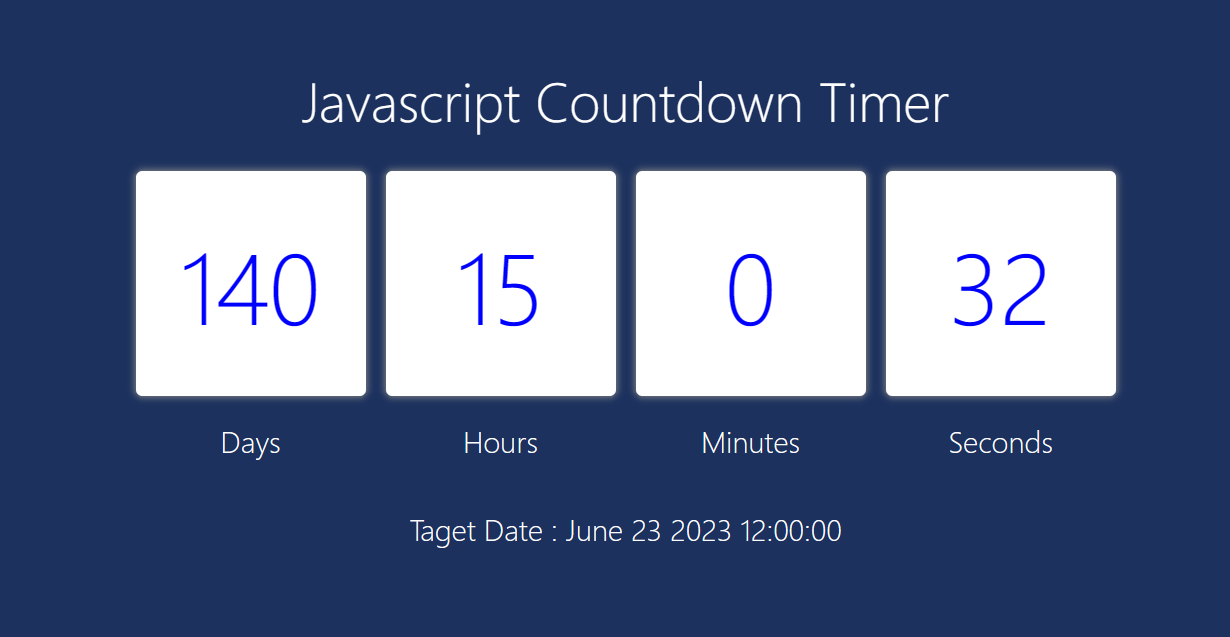 Javascript Countdown Timer
140 15 0 32
Days Hours Minutes Seconds
Taget Date : June 23 2023 12:00:00